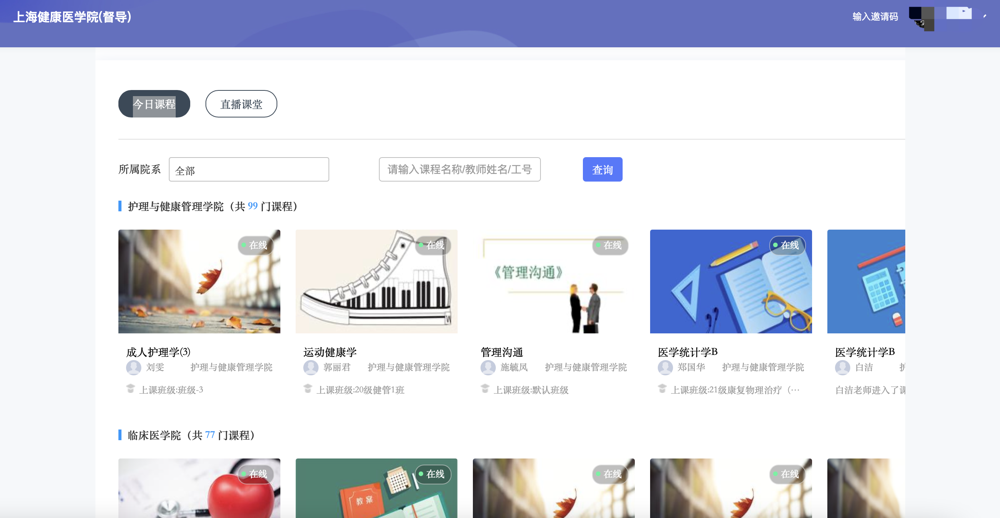 上海健康医学院(督导)
输入邀请码
今日课程
直播课堂
所属院系 全部 请输入课程名称/教师姓名/工号 查询
护理与健康管理学院（共 99 门课程）
在线
在线
《管理沟通》
在线
在线
成人护理学(3)
刘雯 护理与健康管理学院
上课班级:班级-3
运动健康学
郭丽君 护理与健康管理学院
上课班级:20级健管1班
管理沟通
施毓凤 护理与健康管理学院
上课班级:默认班级
医学统计学B
郑国华 护理与健康管理学院
上课班级:21级康复物理治疗（…
医学统计学B
白洁
白洁老师进入了课
临床医学院（共 77 门课程）
在线
教案
在线
在线
在线